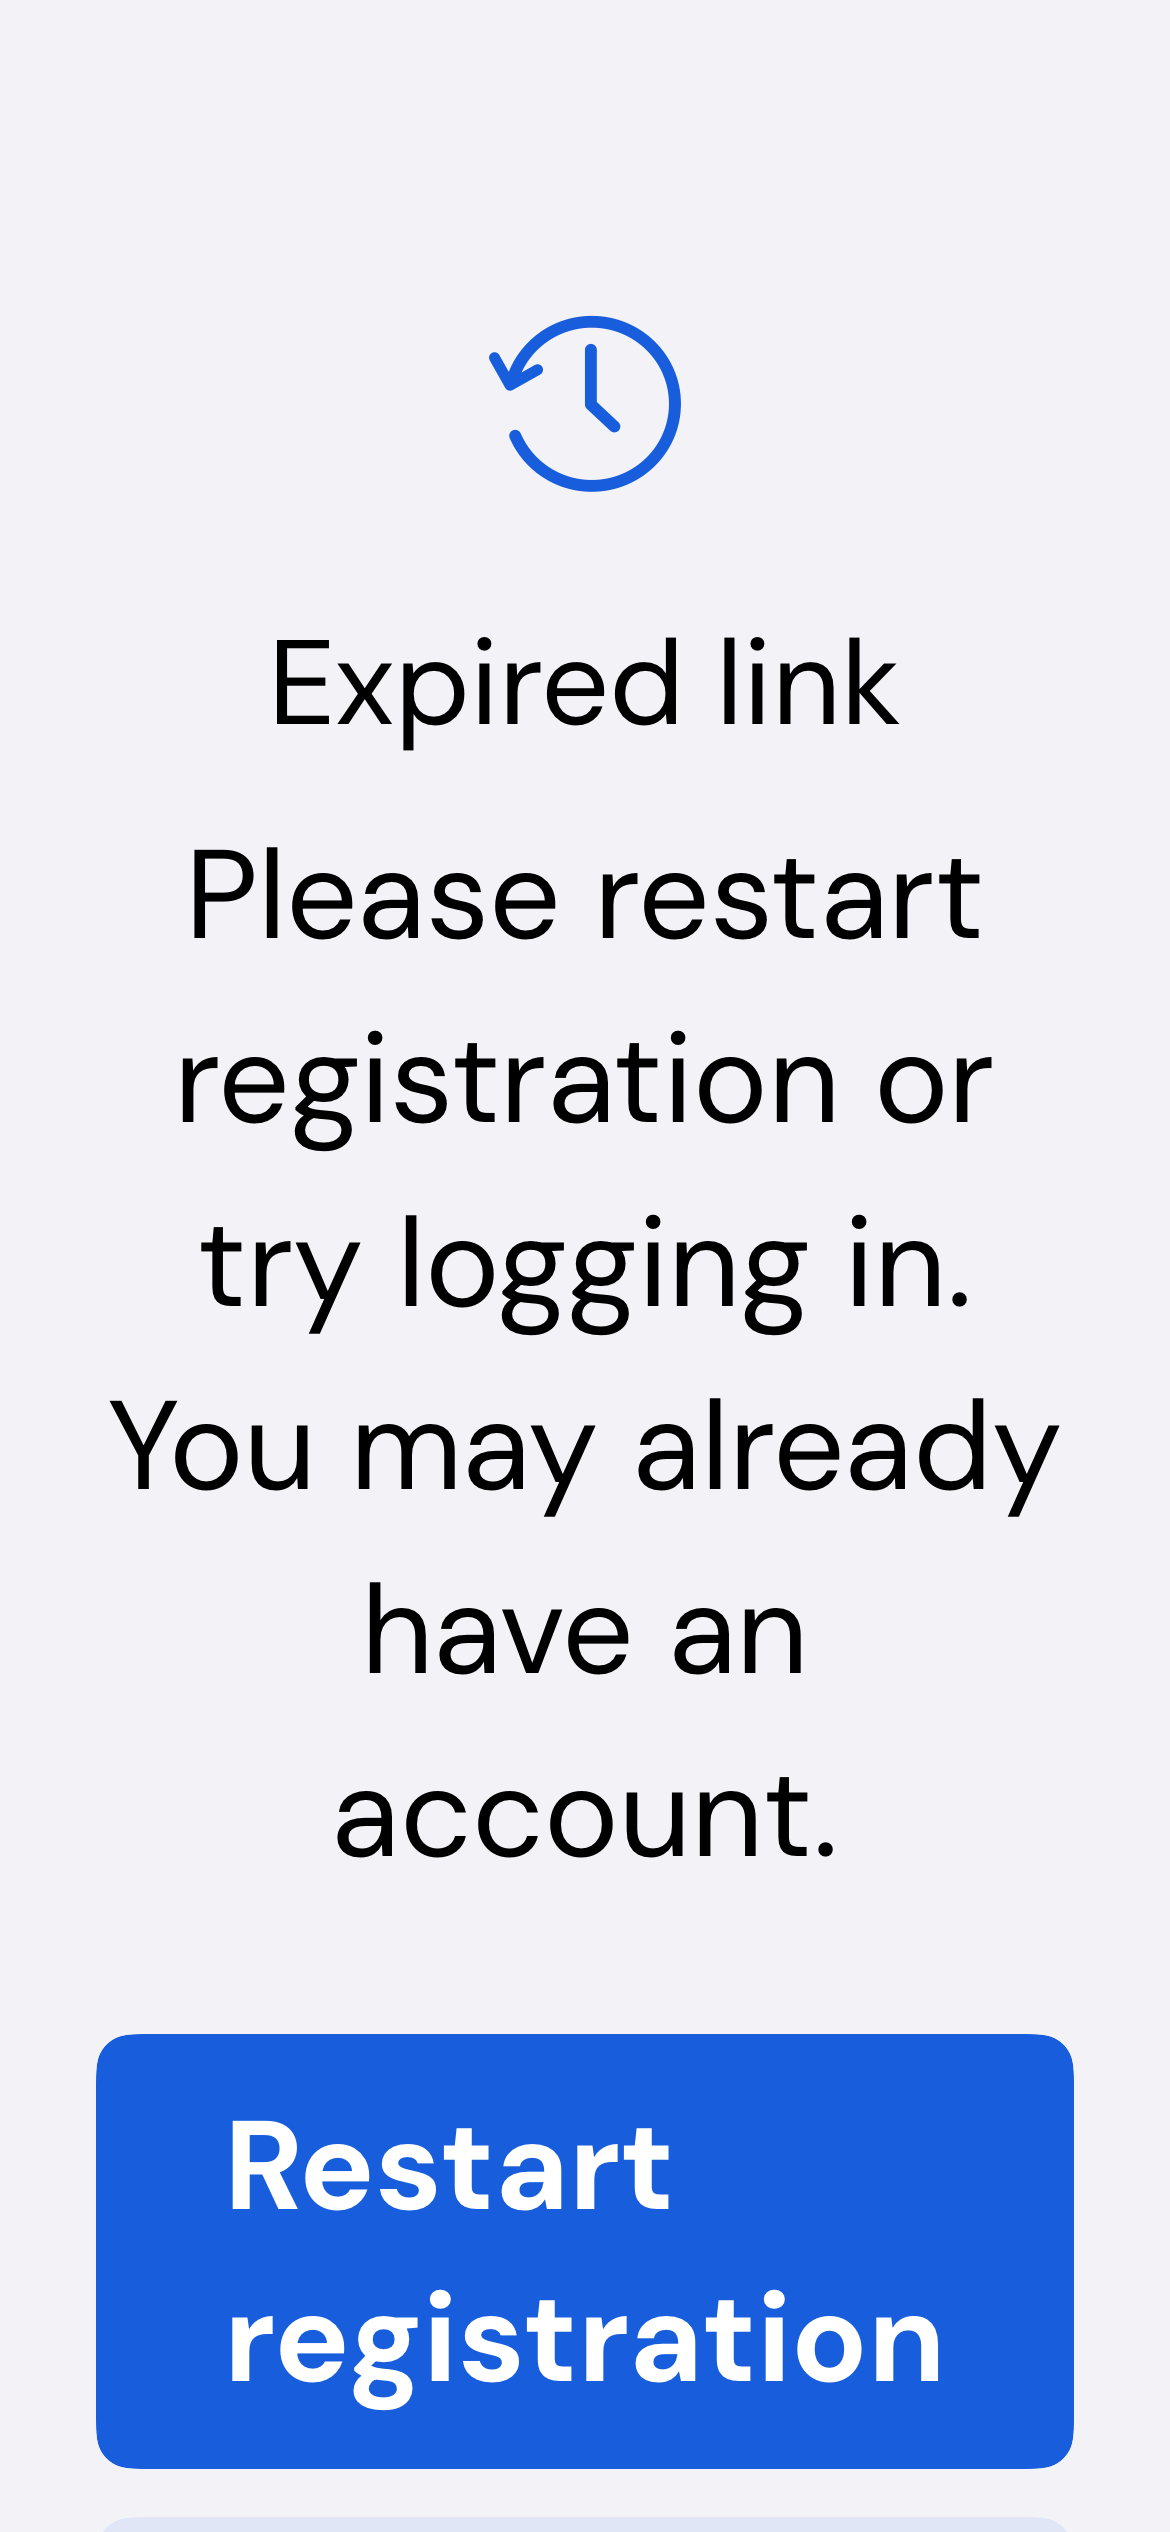 Expired link
Please restart
registration or
try logging in.
You may already
have an
account.
Restart
registration